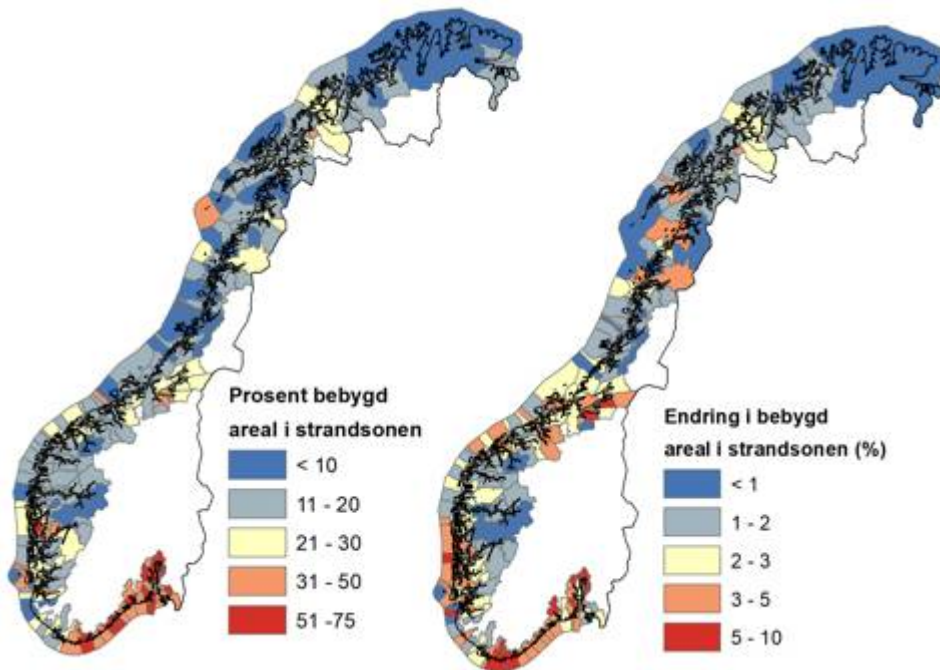 Prosent bebygd
areal i strandsonen
< 10
11 - 20
21 - 30
31 - 50
51 -75
Endring i bebygd
areal i strandsonen (%)
< 1
1 - 2
2 - 3
3 - 5
5 - 10